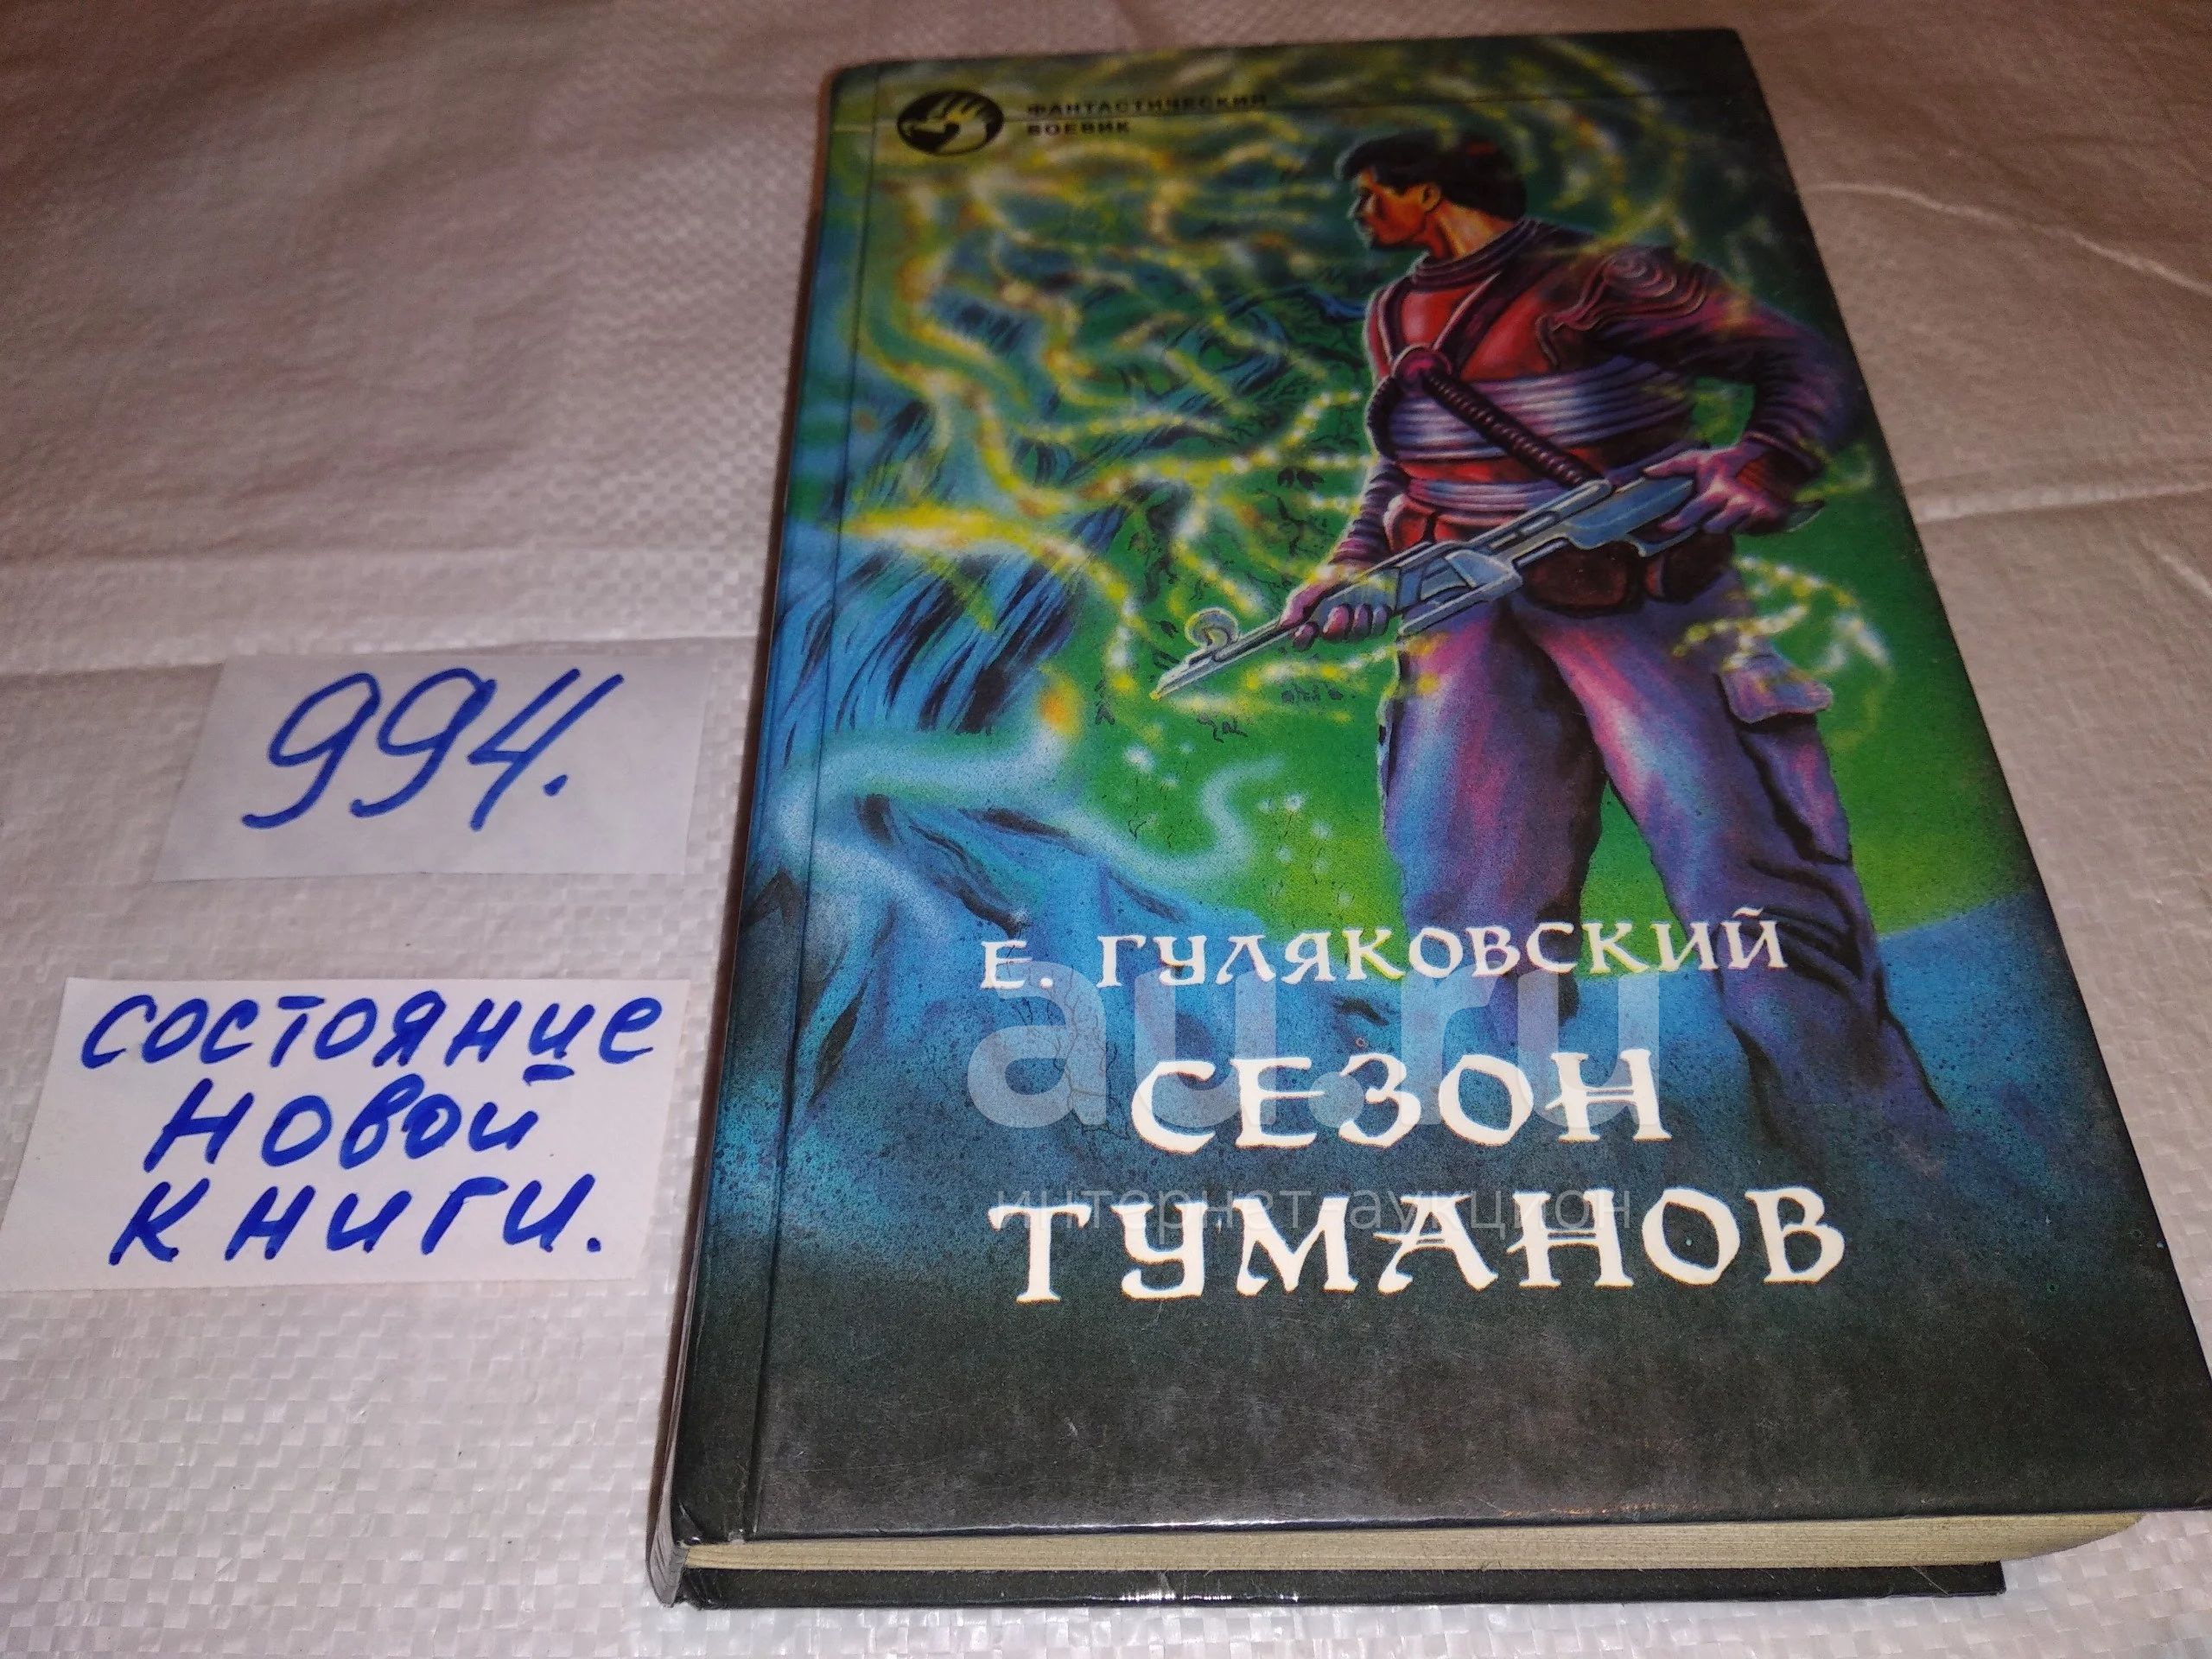 994.
состояние
новой
книги.
ФАНТАСТИЧЕСКИЙ
БОЕВИК
Е. ГУЛЯКОВСКИЙ
au.ru
СЕЗОН
интернет-аукцион
ТУМАНОВ